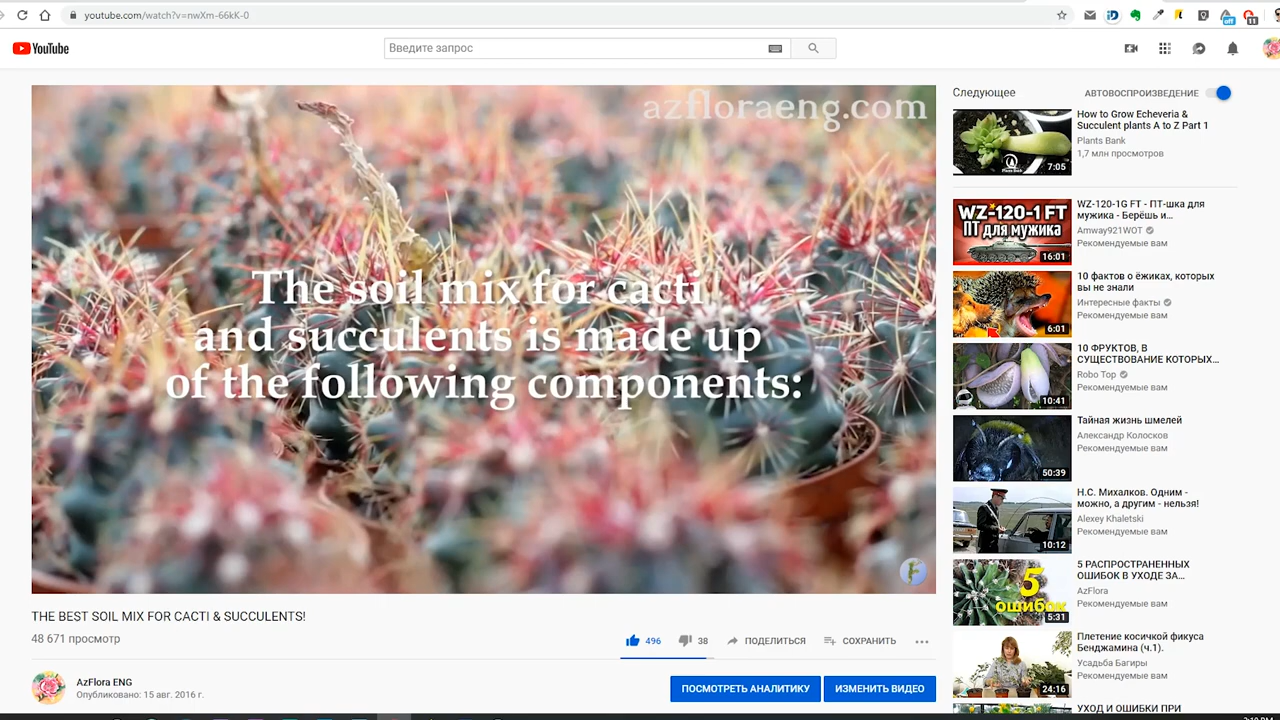 youtube.com/watch?v=nwXm-66kK-0
off
11
YouTube
Введите запрос
azfloraeng.com
The soil mix for cacti
and succulents is made up
of the following components:
THE BEST SOIL MIX FOR CACTI & SUCCULENTS!
48 671 просмотр
496
38
ПОДЕЛИТЬСЯ
СОХРАНИТЬ
AzFlora ENG
Опубликовано: 15 авг. 2016 г.
ПОСМОТРЕТЬ АНАЛИТИКУ
ИЗМЕНИТЬ ВИДЕО
Следующее
АВТОВОСПРОИЗВЕДЕНИЕ
7:05
How to Grow Echeveria &
Succulent plants A to Z Part 1
Plants Bank
1,7 млн просмотров
WZ-120-1 FT
ПТ для мужика
16:01
WZ-120-1G FT - ПТ-шка для
мужика - Берёшь и...
Amway921WOT
Рекомендуемые вам
6:01
10 фактов о ёжиках, которых
вы не знали
Интересные факты
Рекомендуемые вам
10:41
10 ФРУКТОВ, В
СУЩЕСТВОВАНИЕ КОТОРЫХ...
Robo Top
Рекомендуемые вам
50:39
Тайная жизнь шмелей
Александр Колосков
Рекомендуемые вам
10:12
Н.С. Михалков. Одним -
можно, а другим - нельзя!
Alexey Khaletski
Рекомендуемые вам
5
ошибок
5:31
5 РАСПРОСТРАНЕННЫХ
ОШИБОК В УХОДЕ ЗА...
AzFlora
Рекомендуемые вам
24:16
Плетение косичкой фикуса
Бенджамина (ч.1).
Усадьба Багиры
Рекомендуемые вам
УХОД И ОШИБКИ ПРИ